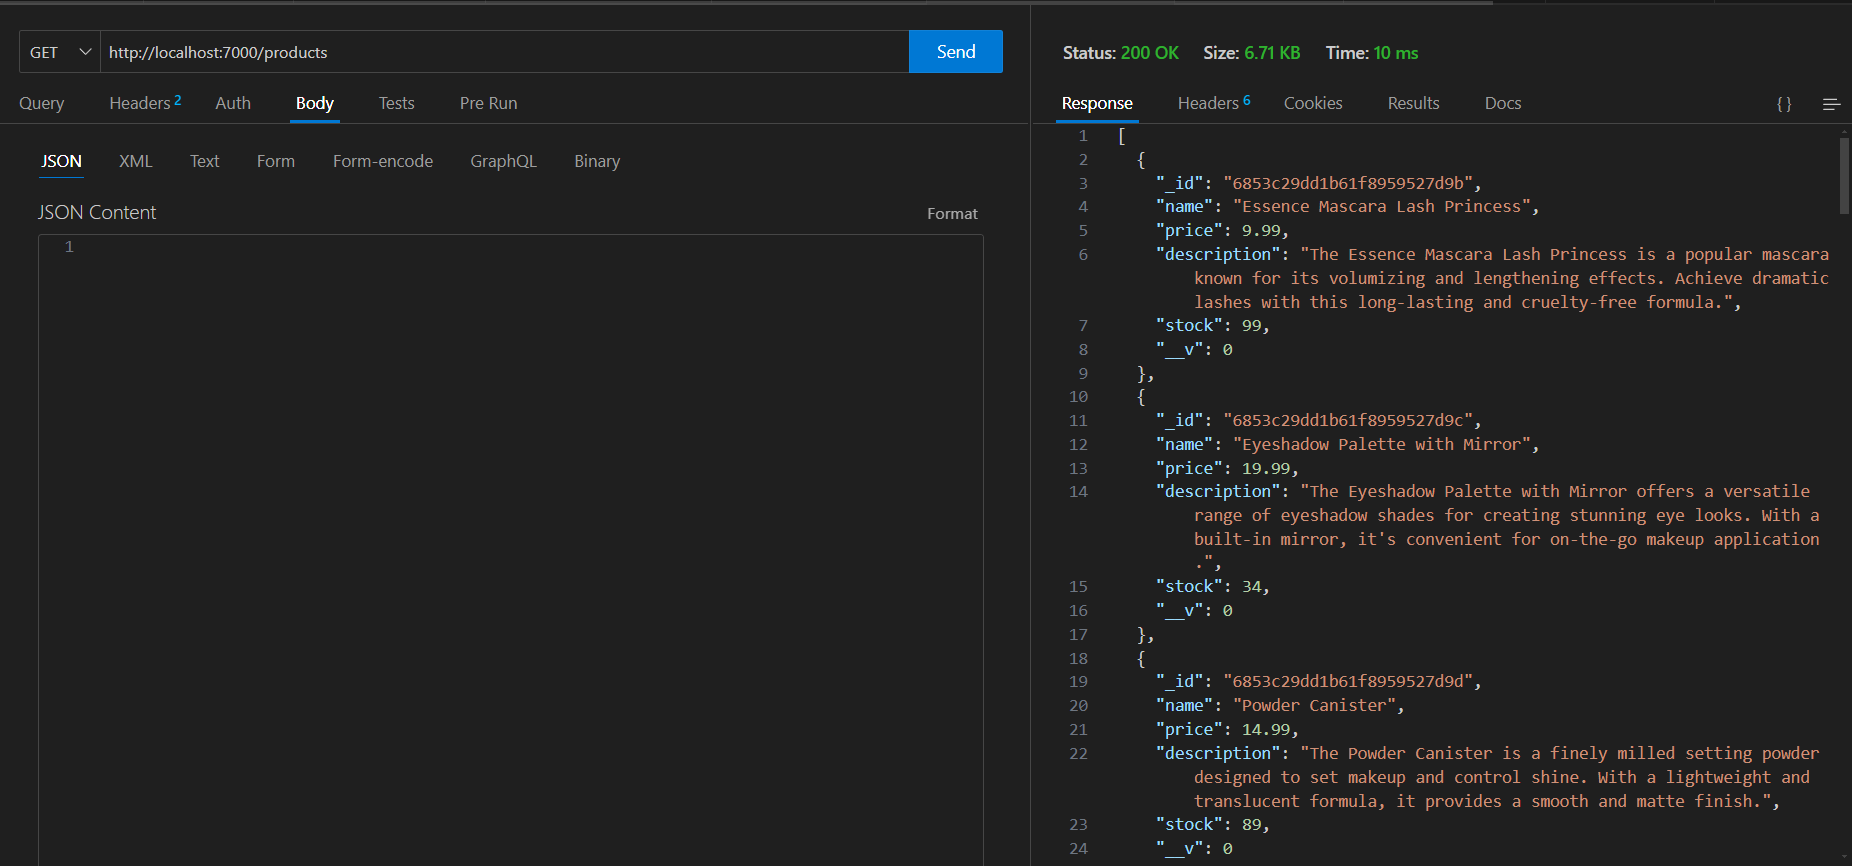 GET http://localhost:7000/products Send
Query Headers 2 Auth Body Tests Pre Run
JSON XML Text Form Form-encode GraphQL Binary
JSON Content Format
1
Status: 200 OK Size: 6.71 KB Time: 10 ms
Response Headers 6 Cookies Results Docs {}
1 [
2 {
3 "_id": "6853c29dd1b61f8959527d9b",
4 "name": "Essence Mascara Lash Princess",
5 "price": 9.99,
6 "description": "The Essence Mascara Lash Princess is a popular mascara
known for its volumizing and lengthening effects. Achieve dramatic
lashes with this long-lasting and cruelty-free formula.",
7 "stock": 99,
8 "__v": 0
9 },
10 {
11 "_id": "6853c29dd1b61f8959527d9c",
12 "name": "Eyeshadow Palette with Mirror",
13 "price": 19.99,
14 "description": "The Eyeshadow Palette with Mirror offers a versatile
range of eyeshadow shades for creating stunning eye looks. With a
built-in mirror, it's convenient for on-the-go makeup application
.",
15 "stock": 34,
16 "__v": 0
17 },
18 {
19 "_id": "6853c29dd1b61f8959527d9d",
20 "name": "Powder Canister",
21 "price": 14.99,
22 "description": "The Powder Canister is a finely milled setting powder
designed to set makeup and control shine. With a lightweight and
translucent formula, it provides a smooth and matte finish.",
23 "stock": 89,
24 "__v": 0